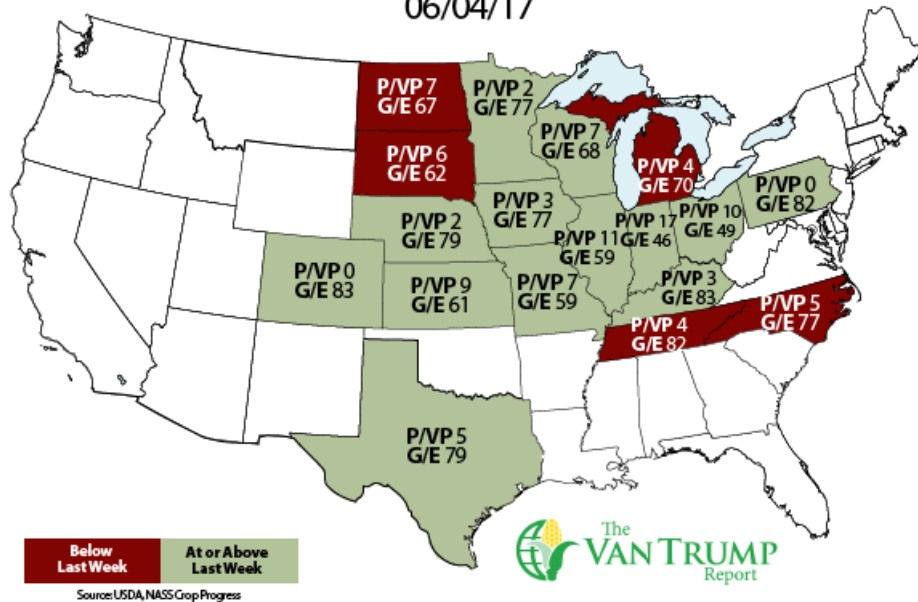 06/04/17
P/VP 7
G/E 67
P/VP 2
G/E 77
P/VP 7
G/E 68
P/VP 6
G/E 62
P/VP 4
G/E 70
P/VP 0
G/E 82
P/VP 3
G/E 77
P/VP 2
G/E 79
P/VP 11
G/E 59
P/VP 17
G/E 46
P/VP 10
G/E 49
P/VP 0
G/E 83
P/VP 9
G/E 61
P/VP 7
G/E 59
P/VP 3
G/E 83
P/VP 4
G/E 82
P/VP 5
G/E 77
P/VP 5
G/E 79
Below
Last Week
At or Above
Last Week
Source: USDA, NASS Crop Progress
The
VAN TRUMP
Report